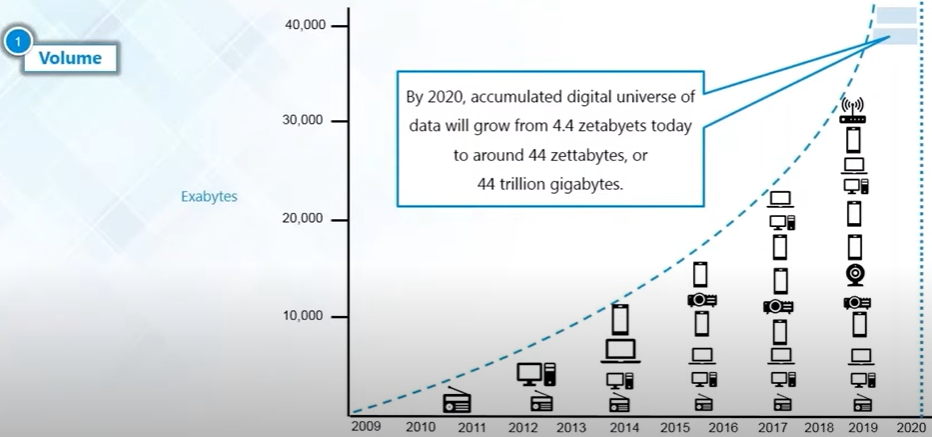 1
Volume
40,000
30,000
Exabytes
20,000
10,000
By 2020, accumulated digital universe of
data will grow from 4.4 zetabyets today
to around 44 zettabytes, or
44 trillion gigabytes.
2009 2010 2011 2012 2013 2014 2015 2016 2017 2018 2019 2020